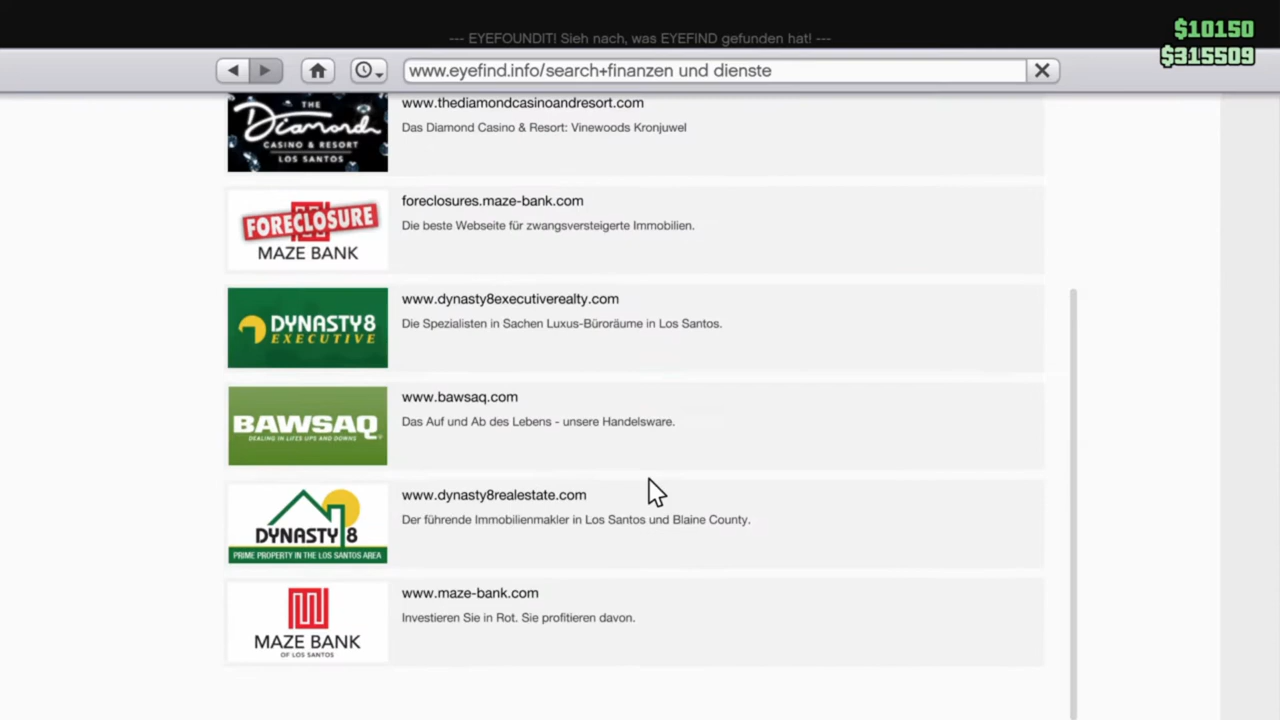 $10150
--- EYEFOUNDIT! Sieh nach, was EYEFIND gefunden hat! ---
$315509
www.eyefind.info/search+finanzen und dienste
THE
Diamond
CASINO & RESORT
LOS SANTOS
www.thediamondcasinoandresort.com
Das Diamond Casino & Resort: Vinewoods Kronjuwel
FORECLOSURE
MAZE BANK
foreclosures.maze-bank.com
Die beste Webseite für zwangsversteigerte Immobilien.
DYNASTY8
EXECUTIVE
www.dynasty8executiverealty.com
Die Spezialisten in Sachen Luxus-Büroräume in Los Santos.
BAWSAQ
DEALING IN LIFES UPS AND DOWNS
www.bawsaq.com
Das Auf und Ab des Lebens - unsere Handelsware.
DYNASTY 8
PRIME PROPERTY IN THE LOS SANTOS AREA
www.dynasty8realestate.com
Der führende Immobilienmakler in Los Santos und Blaine County.
MAZE BANK
OF LOS SANTOS
www.maze-bank.com
Investieren Sie in Rot. Sie profitieren davon.